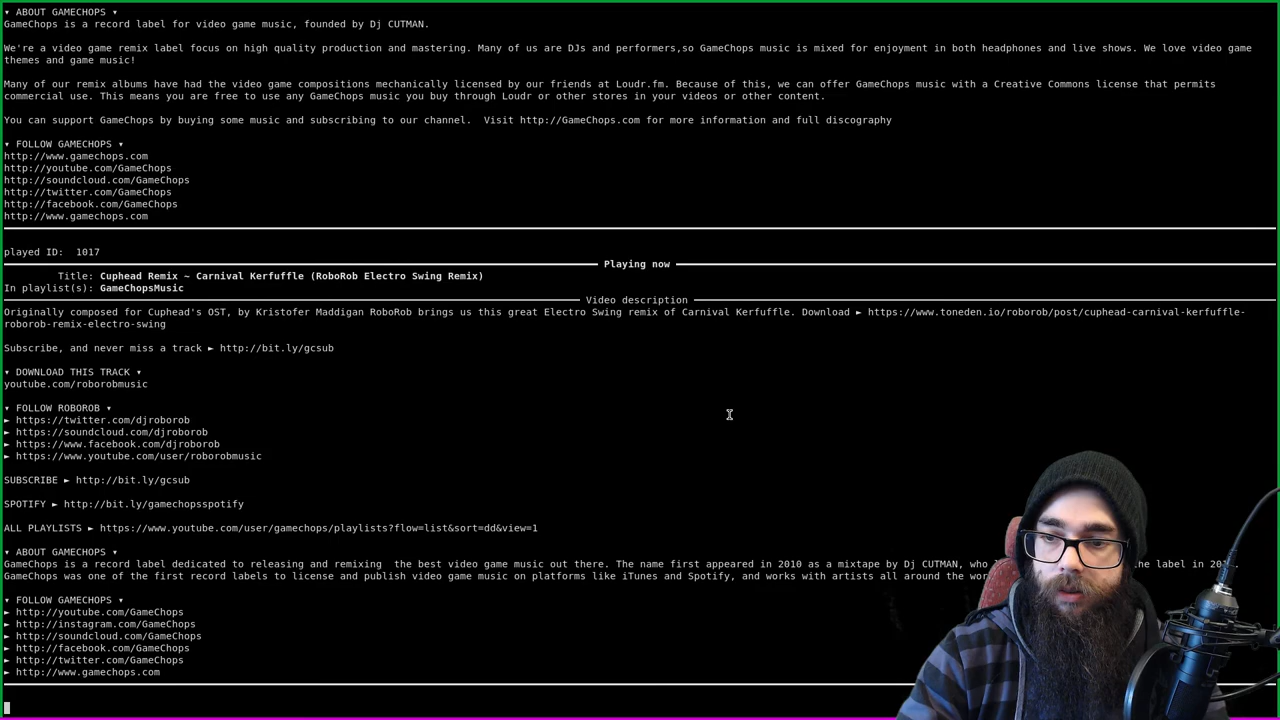 ▾ ABOUT GAMECHOPS ▾
GameChops is a record label for video game music, founded by Dj CUTMAN.
We're a video game remix label focus on high quality production and mastering. Many of us are DJs and performers,so GameChops music is mixed for enjoyment in both headphones and live shows. We love video game
themes and game music!
Many of our remix albums have had the video game compositions mechanically licensed by our friends at Loudr.fm. Because of this, we can offer GameChops music with a Creative Commons license that permits
commercial use. This means you are free to use any GameChops music you buy through Loudr or other stores in your videos or other content.
You can support GameChops by buying some music and subscribing to our channel.  Visit http://GameChops.com for more information and full discography
▾ FOLLOW GAMECHOPS ▾
http://www.gamechops.com
http://youtube.com/GameChops
http://soundcloud.com/GameChops
http://twitter.com/GameChops
http://facebook.com/GameChops
http://www.gamechops.com
played ID:  1017
Playing now
Title: Cuphead Remix ~ Carnival Kerfuffle (RoboRob Electro Swing Remix)
In playlist(s): GameChopsMusic
Video description
Originally composed for Cuphead's OST, by Kristofer Maddigan RoboRob brings us this great Electro Swing remix of Carnival Kerfuffle. Download ► https://www.toneden.io/roborob/post/cuphead-carnival-kerfuffle-
roborob-remix-electro-swing
Subscribe, and never miss a track ► http://bit.ly/gcsub
▾ DOWNLOAD THIS TRACK ▾
youtube.com/roborobmusic
▾ FOLLOW ROBOROB ▾
► https://twitter.com/djroborob
► https://soundcloud.com/djroborob
► https://www.facebook.com/djroborob
► https://www.youtube.com/user/roborobmusic
SUBSCRIBE ► http://bit.ly/gcsub
SPOTIFY ► http://bit.ly/gamechopsspotify
ALL PLAYLISTS ► https://www.youtube.com/user/gamechops/playlists?flow=list&sort=dd&view=1
▾ ABOUT GAMECHOPS ▾
GameChops is a record label dedicated to releasing and remixing  the best video game music out there. The name first appeared in 2010 as a mixtape by Dj CUTMAN, who label in
GameChops was one of the first record labels to license and publish video game music on platforms like iTunes and Spotify, and works with artists all around the
▾ FOLLOW GAMECHOPS ▾
► http://youtube.com/GameChops
► http://instagram.com/GameChops
► http://soundcloud.com/GameChops
► http://facebook.com/GameChops
► http://twitter.com/GameChops
► http://www.gamechops.com